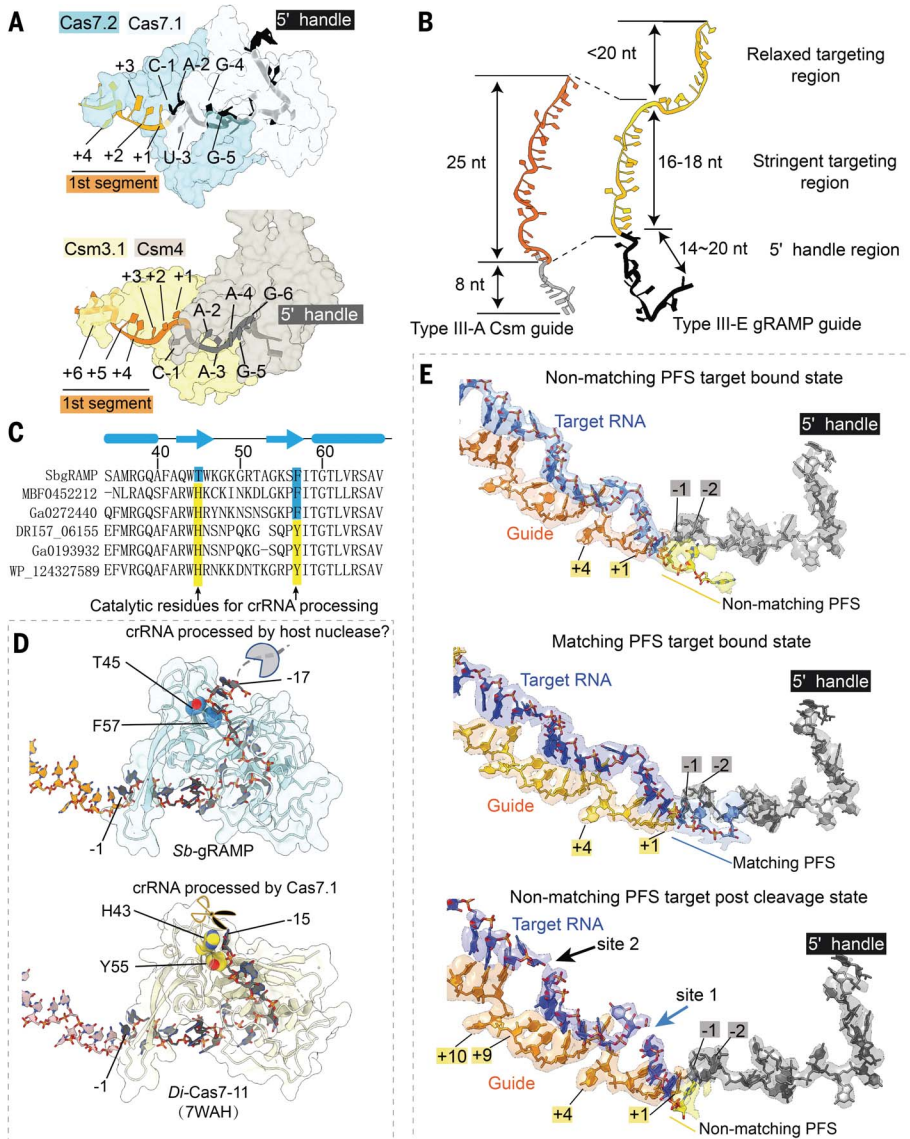 A
Cas7.2 Cas7.1
5' handle
+3 C-1 A-2 G-4
+4 +2 +1 U-3 G-5
1st segment
Csm3.1 Csm4
+3 +2 +1
A-2 A-4 G-6
5' handle
+6 +5 +4 C-1 A-3 G-5
1st segment
B
<20 nt
Relaxed targeting
region
25 nt
16-18 nt
Stringent targeting
region
14~20 nt
5' handle region
8 nt
Type III-A Csm guide
Type III-E gRAMP guide
C
40 50 60
SbgRAMP SAMRGQAFAQWTWKGKGRTAGKSFITGTLVRSAV
MBF0452212 -NLRAQSFARWHKCKINKDLGKPFITGTLLRSAV
Ga0272440 QFMRGQSFARWHRYNKNSNSGKPFITGTLLRSAV
DRI57_06155 EFMRGQAFARWHNSNPQKG SQPYITGTLLRSAV
Ga0193932 EFMRGQAFARWHNSNPQKG-SQPYITGTLLRSAV
WP_124327589 EFVRGQAFARWHRNKKDNTKGRPYITGTLLRSAV
Catalytic residues for crRNA processing
D
crRNA processed by host nuclease?
T45
-17
F57
-1
Sb-gRAMP
crRNA processed by Cas7.1
H43
-15
Y55
-1
Di-Cas7-11
(7WAH)
E
Non-matching PFS target bound state
5' handle
Target RNA
-1 -2
Guide
+4 +1
Non-matching PFS
Matching PFS target bound state
5' handle
Target RNA
-1 -2
Guide
+4 +1
Matching PFS
Non-matching PFS target post cleavage state
Target RNA
site 2
5' handle
site 1
-1 -2
+10 +9
Guide
+4 +1
Non-matching PFS